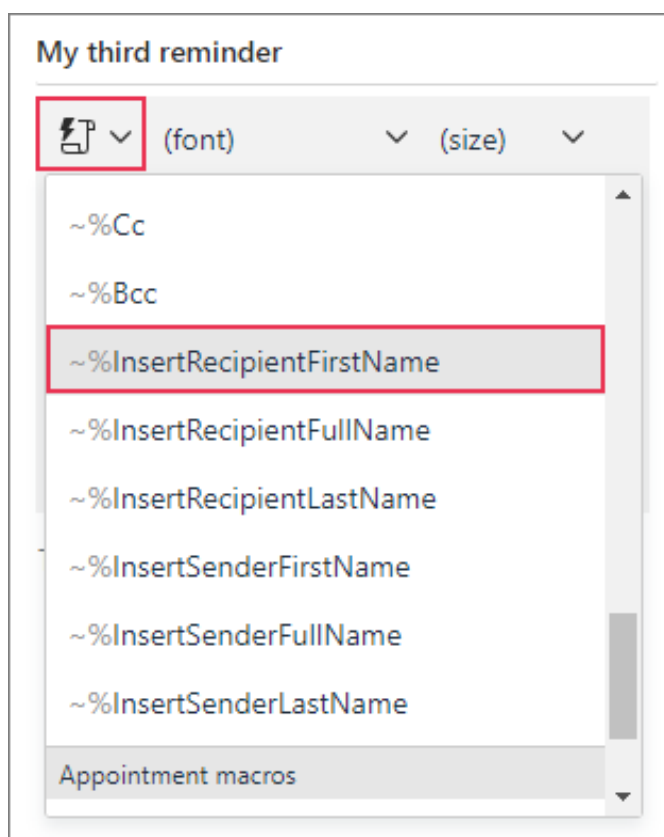 My third reminder
(font) (size)
~%Cc
~%Bcc
~%InsertRecipientFirstName
~%InsertRecipientFullName
~%InsertRecipientLastName
~%InsertSenderFirstName
~%InsertSenderFullName
~%InsertSenderLastName
Appointment macros